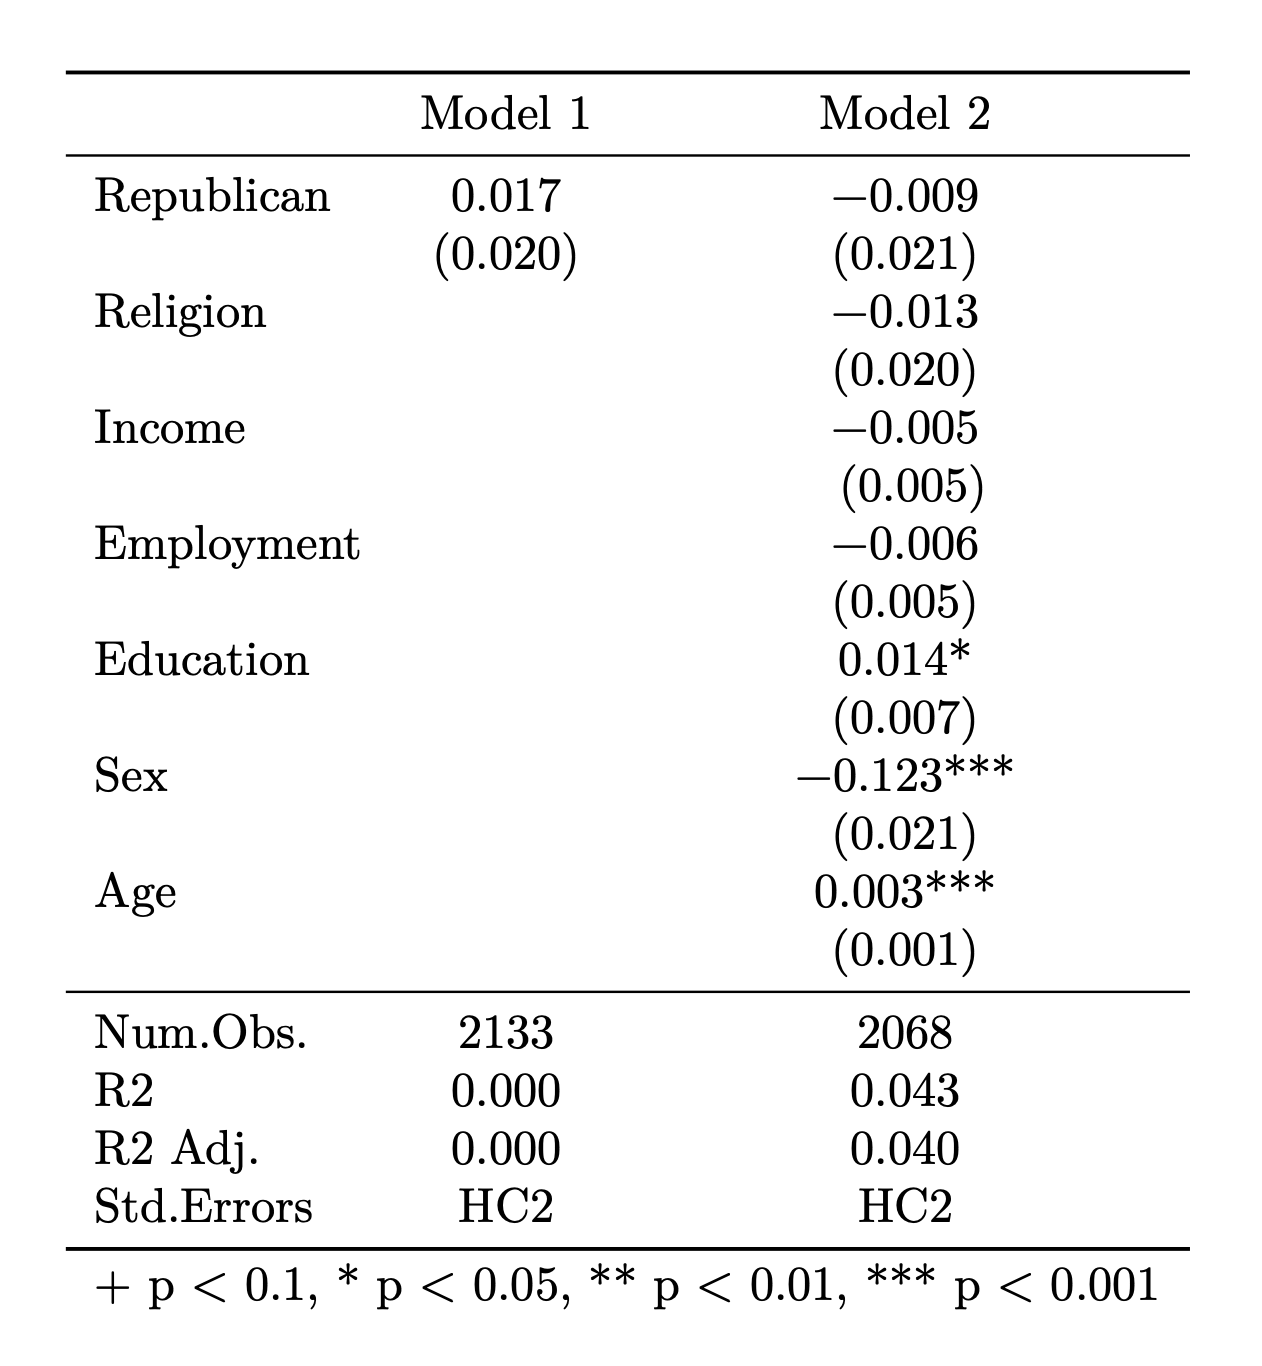 Model 1 Model 2
Republican 0.017 −0.009
(0.020) (0.021)
Religion −0.013
(0.020)
Income −0.005
(0.005)
Employment −0.006
(0.005)
Education 0.014*
(0.007)
Sex −0.123***
(0.021)
Age 0.003***
(0.001)
Num.Obs. 2133 2068
R2 0.000 0.043
R2 Adj. 0.000 0.040
Std.Errors HC2 HC2
+ p < 0.1, * p < 0.05, ** p < 0.01, *** p < 0.001